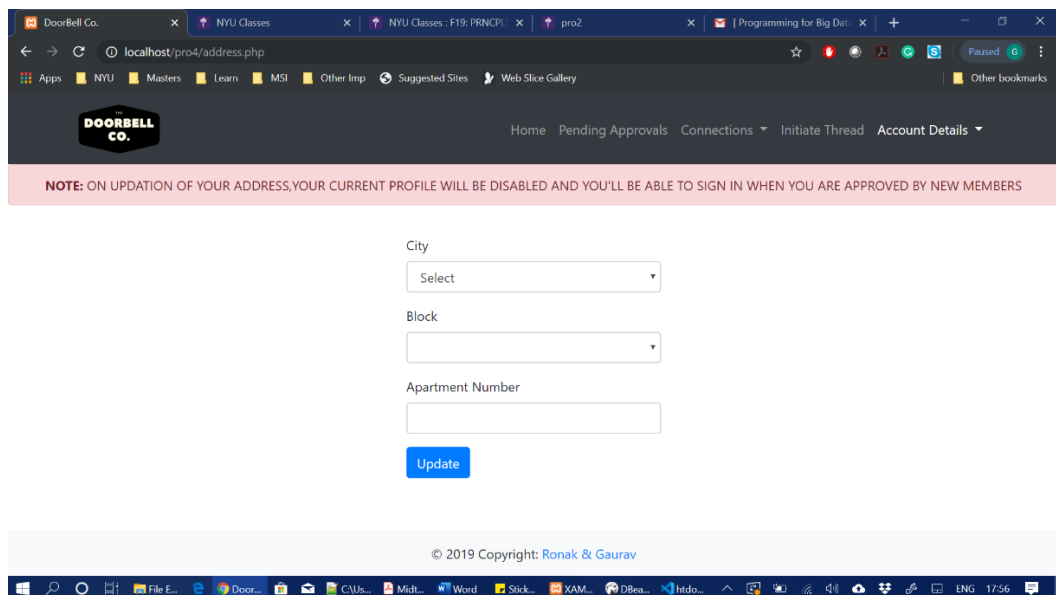 DoorBell Co.
NYU Classes
NYU Classes : F19: PRNCPL
pro2
[Programming for Big Data
localhost/pro4/address.php
Paused G
Apps NYU Masters Learn MSI Other Imp Suggested Sites Web Slice Gallery Other bookmarks
THE
DOORBELL
CO.
Home Pending Approvals Connections Initiate Thread Account Details
NOTE: ON UPDATION OF YOUR ADDRESS,YOUR CURRENT PROFILE WILL BE DISABLED AND YOU'LL BE ABLE TO SIGN IN WHEN YOU ARE APPROVED BY NEW MEMBERS
City
Select
Block
Apartment Number
Update
© 2019 Copyright: Ronak & Gaurav
File E... Door... C:\Us... Midt... Word Stick... XAM... DBea... htdo... ENG 17:56